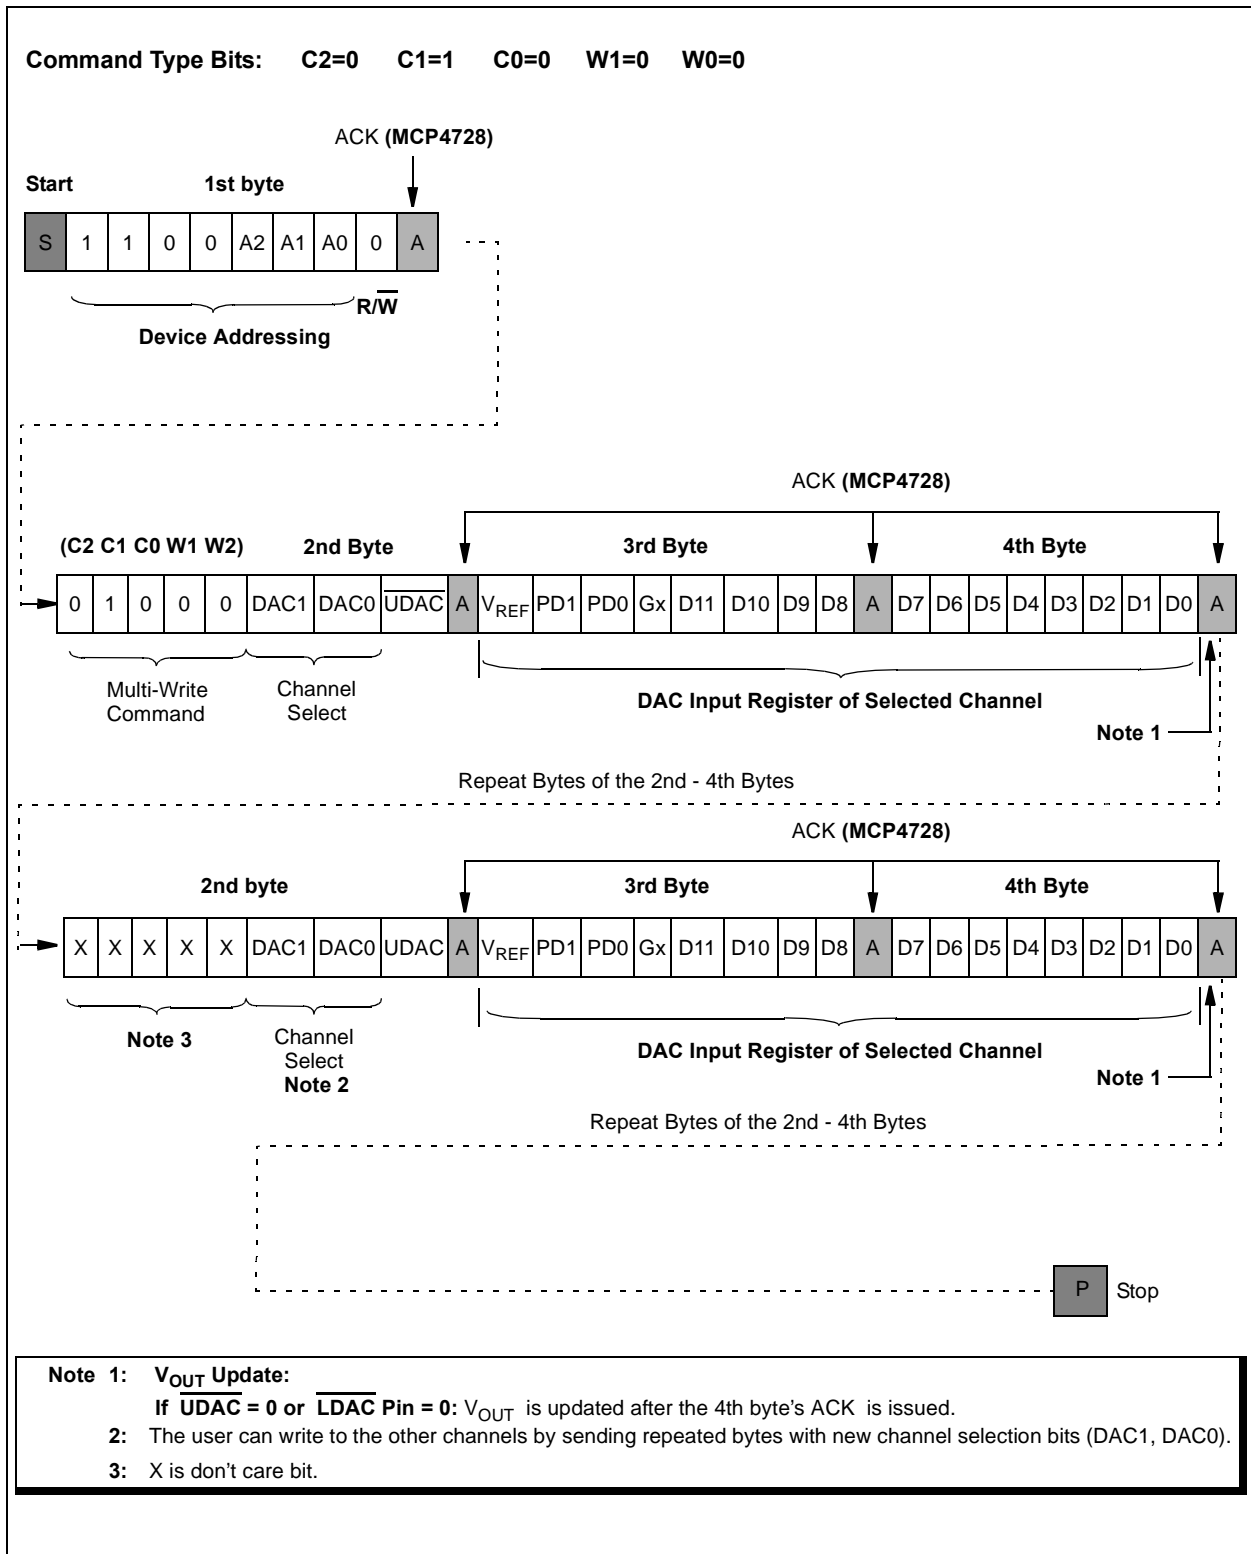 Command Type Bits: C2=0 C1=1 C0=0 W1=0 W0=0
ACK (MCP4728)
Start 1st byte
S 1 1 0 0 A2 A1 A0 0 A
R/W
Device Addressing
ACK (MCP4728)
(C2 C1 C0 W1 W2) 2nd Byte 3rd Byte 4th Byte
0 1 0 0 0 DAC1 DAC0 UDAC A VREF PD1 PD0 Gx D11 D10 D9 D8 A D7 D6 D5 D4 D3 D2 D1 D0 A
Multi-Write Channel
Command Select
DAC Input Register of Selected Channel
Note 1
Repeat Bytes of the 2nd - 4th Bytes
ACK (MCP4728)
2nd byte 3rd Byte 4th Byte
X X X X X DAC1 DAC0 UDAC A VREF PD1 PD0 Gx D11 D10 D9 D8 A D7 D6 D5 D4 D3 D2 D1 D0 A
Note 3 Channel
Select
Note 2
DAC Input Register of Selected Channel
Note 1
Repeat Bytes of the 2nd - 4th Bytes
P Stop
Note 1: VOUT Update:
If UDAC = 0 or LDAC Pin = 0: VOUT is updated after the 4th byte's ACK is issued.
2: The user can write to the other channels by sending repeated bytes with new channel selection bits (DAC1, DAC0).
3: X is don't care bit.